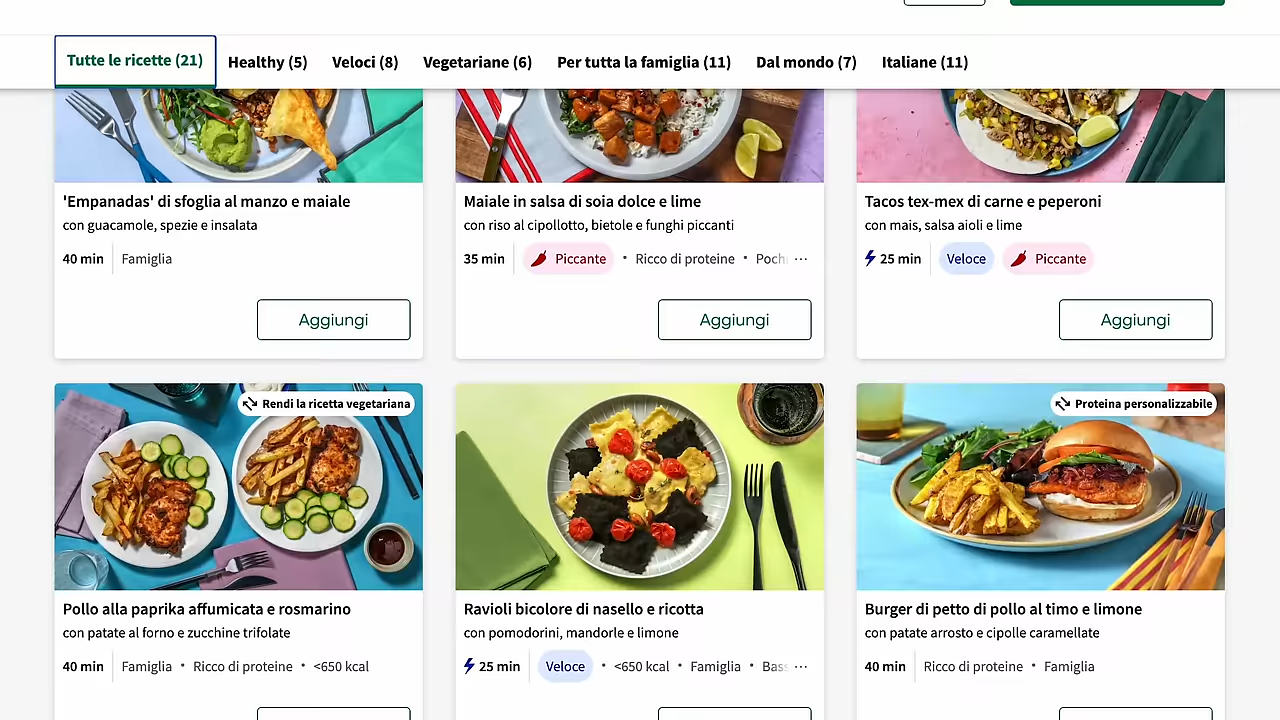 Tutte le ricette (21) Healthy (5) Veloci (8) Vegetariane (6) Per tutta la famiglia (11) Dal mondo (7) Italiane (11)
'Empanadas' di sfoglia al manzo e maiale
con guacamole, spezie e insalata
40 min Famiglia
Aggiungi
Maiale in salsa di soia dolce e lime
con riso al cipollotto, bietole e funghi piccanti
35 min Piccante • Ricco di proteine • Poch ···
Aggiungi
Tacos tex-mex di carne e peperoni
con mais, salsa aioli e lime
25 min Veloce Piccante
Aggiungi
Rendi la ricetta vegetariana
Pollo alla paprika affumicata e rosmarino
con patate al forno e zucchine trifolate
40 min Famiglia • Ricco di proteine • <650 kcal
Ravioli bicolore di nasello e ricotta
con pomodorini, mandorle e limone
25 min Veloce • <650 kcal • Famiglia • Bas ···
Proteina personalizzabile
Burger di petto di pollo al timo e limone
con patate arrosto e cipolle caramellate
40 min Ricco di proteine • Famiglia